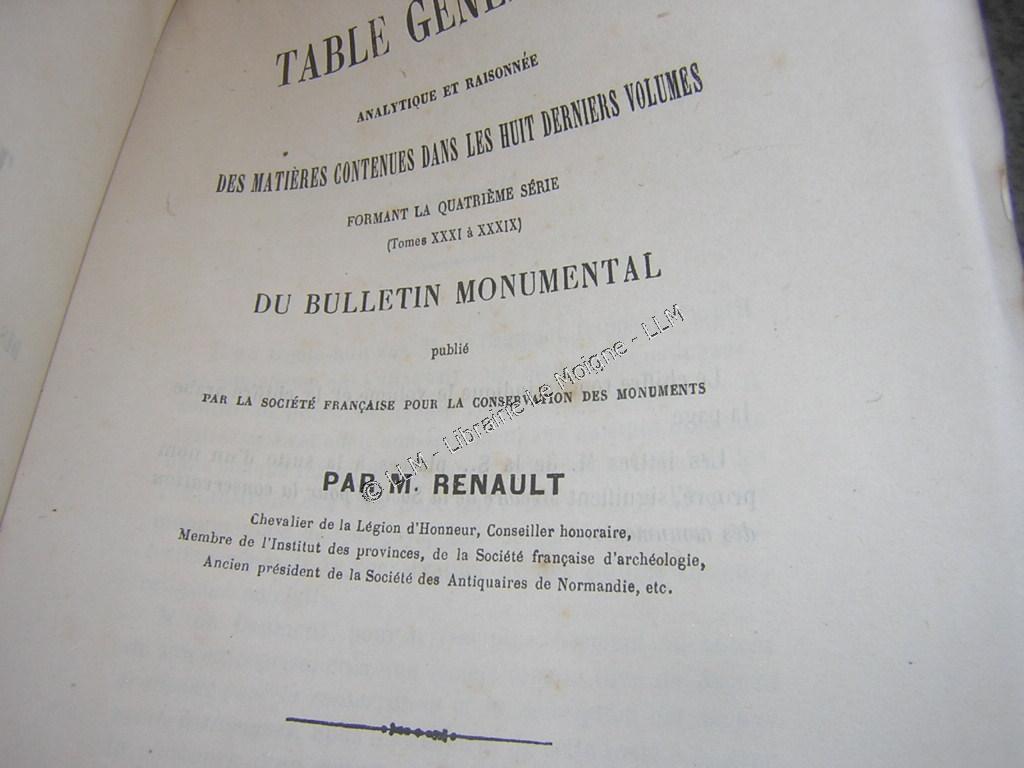 TABLE
ANALYTIQUE ET RAISONNÉE
DES MATIÈRES CONTENUES DANS LES HUIT DERNIERS VOLUMES
FORMANT LA QUATRIÈME SÉRIE
(Tomes XXXI à XXXIX)
DU BULLETIN MONUMENTAL
publié
PAR LA SOCIÉTÉ FRANÇAISE POUR LA CONSERVATION DES MONUMENTS
PAR M. RENAULT
Chevalier de la Légion d'Honneur, Conseiller honoraire,
Membre de l'Institut des provinces, de la Société française d'archéologie,
Ancien président de la Société des Antiquaires de Normandie, etc.
© LLM - Librairie Le Moigne - LLM